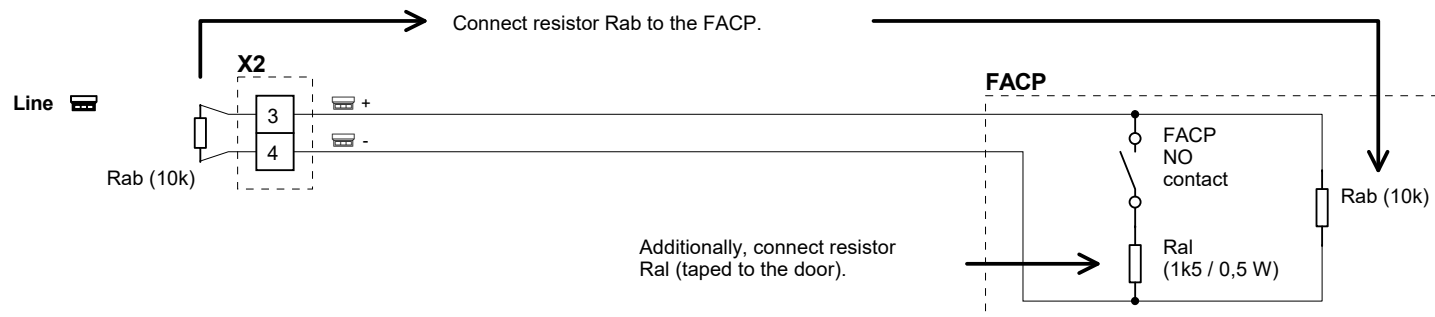 Connect resistor Rab to the FACP.
X2
FACP
Line
3
+
4
-
Rab (10k)
FACP
NO
contact
Rab (10k)
Additionally, connect resistor
Ral (taped to the door).
Ral
(1k5 / 0,5 W)